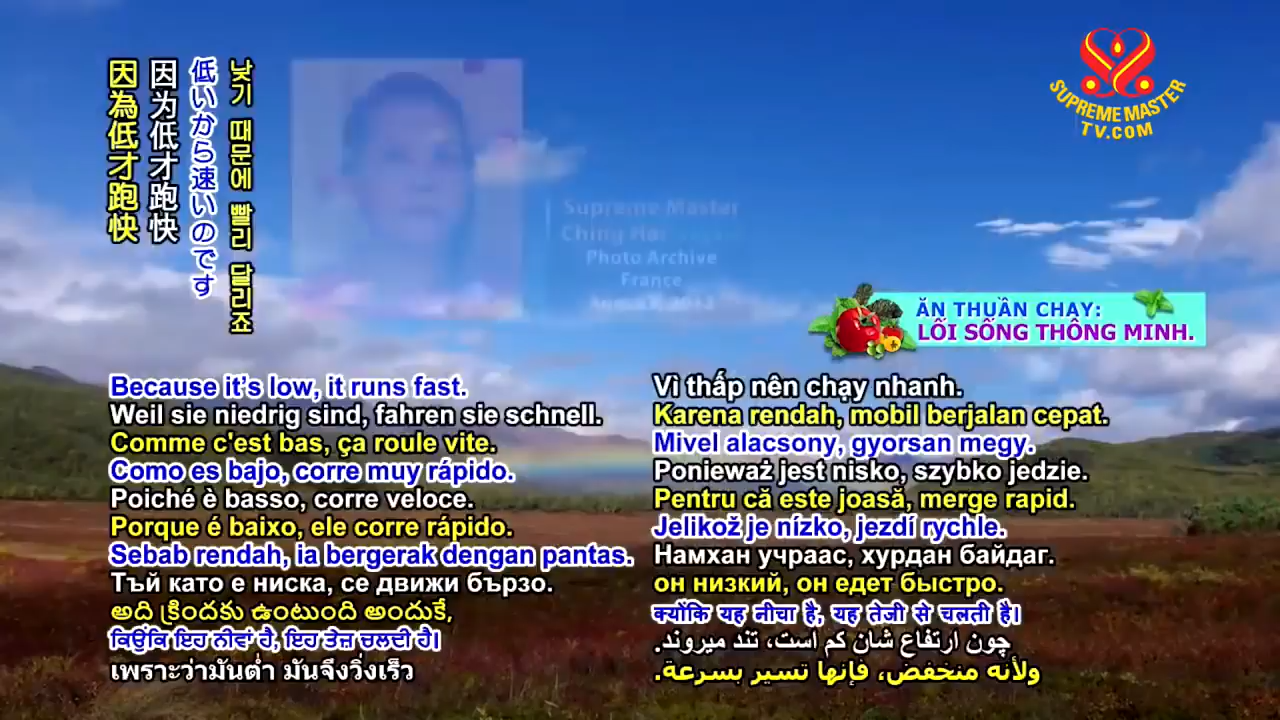 因為低才跑快
因为低才跑快
低いから速いのです
낮기 때문에 빨리 달리죠
Supreme Master
Photo Archive
France
SUPREME MASTER
TV.COM
ĂN THUẦN CHAY:
LỐI SỐNG THÔNG MINH.
Because it’s low, it runs fast.
Weil sie niedrig sind, fahren sie schnell.
Comme c'est bas, ça roule vite.
Como es bajo, corre muy rápido.
Poiché è basso, corre veloce.
Porque é baixo, ele corre rápido.
Sebab rendah, ia bergerak dengan pantas.
Тъй като е ниска, се движи бързо.
అది క్రిందకు ఉంటుంది అందుకే,
ਕਿਉਂਕਿ ਇਹ ਨੀਵਾਂ ਹੈ, ਇਹ ਤੇਜ਼ ਚਲਦੀ ਹੈ।
เพราะว่ามันต่ำ มันจึงวิ่งเร็ว
Vì thấp nên chạy nhanh.
Karena rendah, mobil berjalan cepat.
Mivel alacsony, gyorsan megy.
Ponieważ jest nisko, szybko jedzie.
Pentru că este joasă, merge rapid.
Jelikož je nízko, jezdí rychle.
Намхан учраас, хурдан байдаг.
он низкий, он едет быстро.
क्योंकि यह नीचा है, यह तेजी से चलती है।
چون ارتفاع شان کم است، تند میروند.
ولأنه منخفض، فإنها تسير بسرعة.